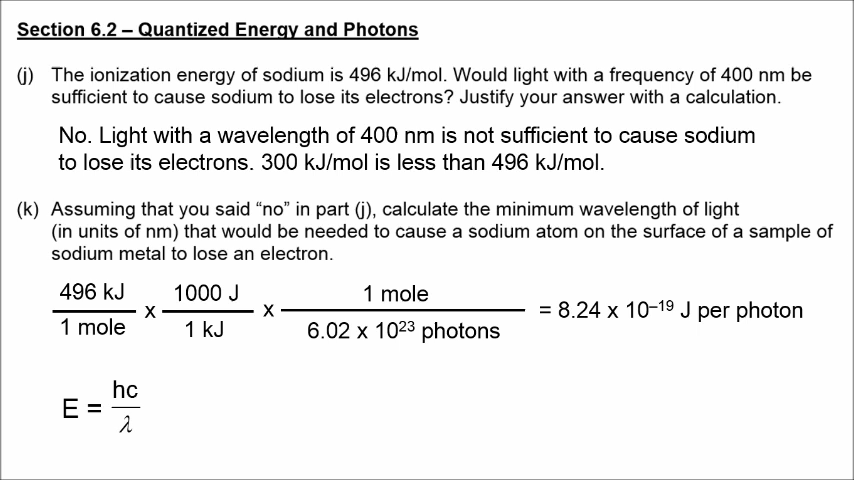 Section 6.2 – Quantized Energy and Photons
(j) The ionization energy of sodium is 496 kJ/mol. Would light with a frequency of 400 nm be
sufficient to cause sodium to lose its electrons? Justify your answer with a calculation.
No. Light with a wavelength of 400 nm is not sufficient to cause sodium
to lose its electrons. 300 kJ/mol is less than 496 kJ/mol.
(k) Assuming that you said “no” in part (j), calculate the minimum wavelength of light
(in units of nm) that would be needed to cause a sodium atom on the surface of a sample of
sodium metal to lose an electron.
496 kJ / 1 mole x 1000 J / 1 kJ x 1 mole / 6.02 x 10²³ photons = 8.24 x 10⁻¹⁹ J per photon
E = hc / λ